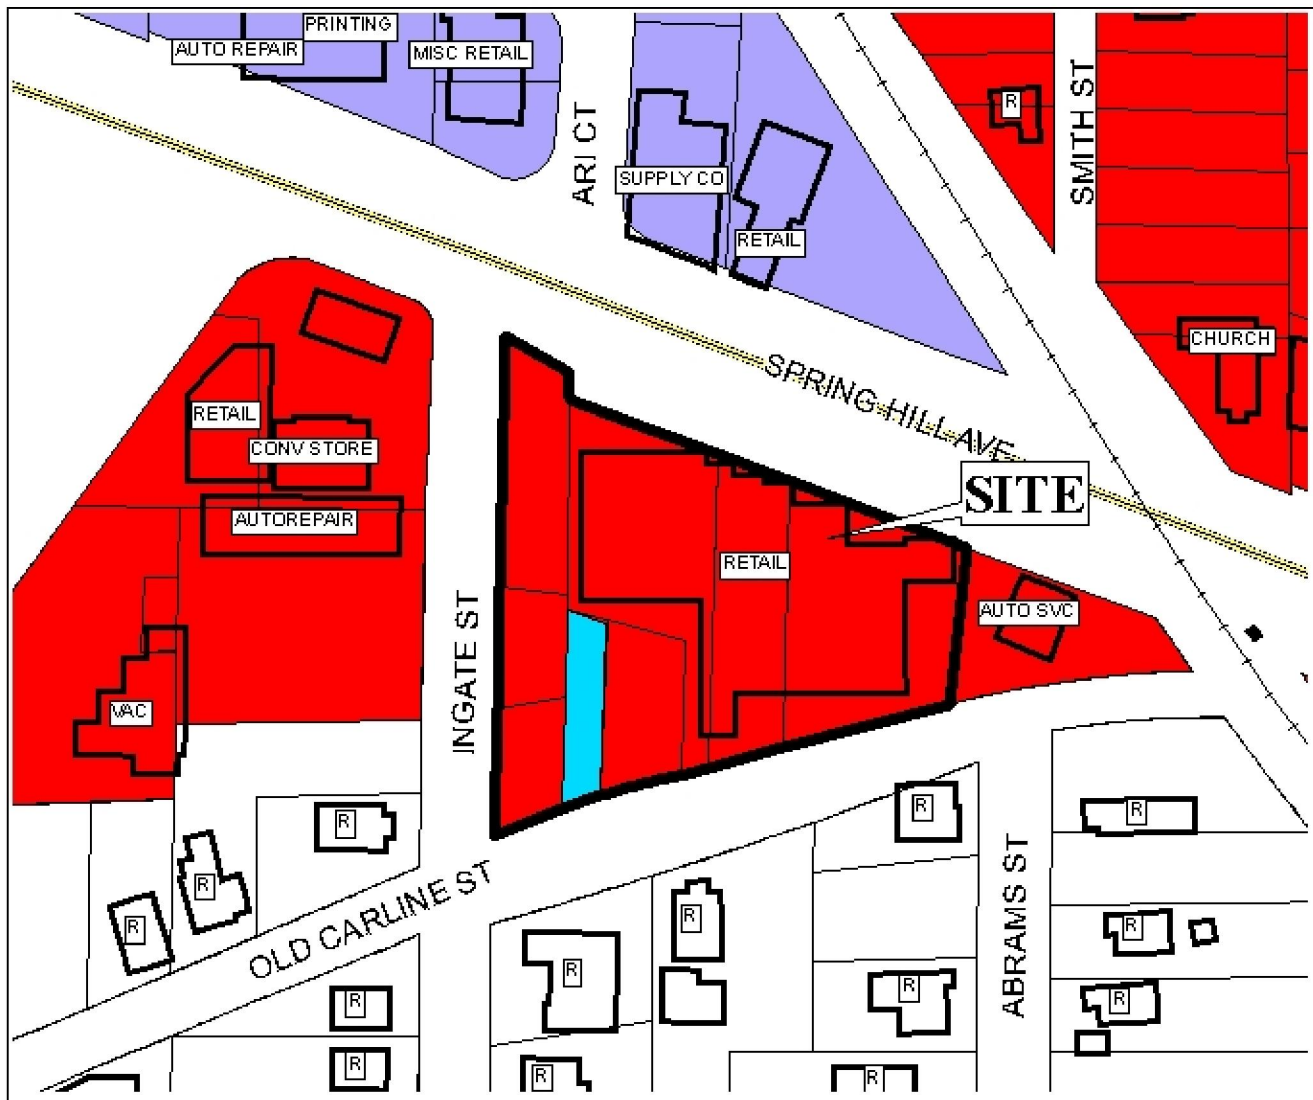 PRINTING
AUTO REPAIR
MISC RETAIL
R
SMITH ST
ARI CT
SUPPLY CO
RETAIL
CHURCH
SPRING HILL AVE
RETAIL
CONV STORE
SITE
AUTOREPAIR
RETAIL
AUTO SVC
INGATE ST
VAC
R
R
R
R
R
R
R
OLD CARLINE ST
ABRAMS ST
R
R
R
R
R
R
R
R